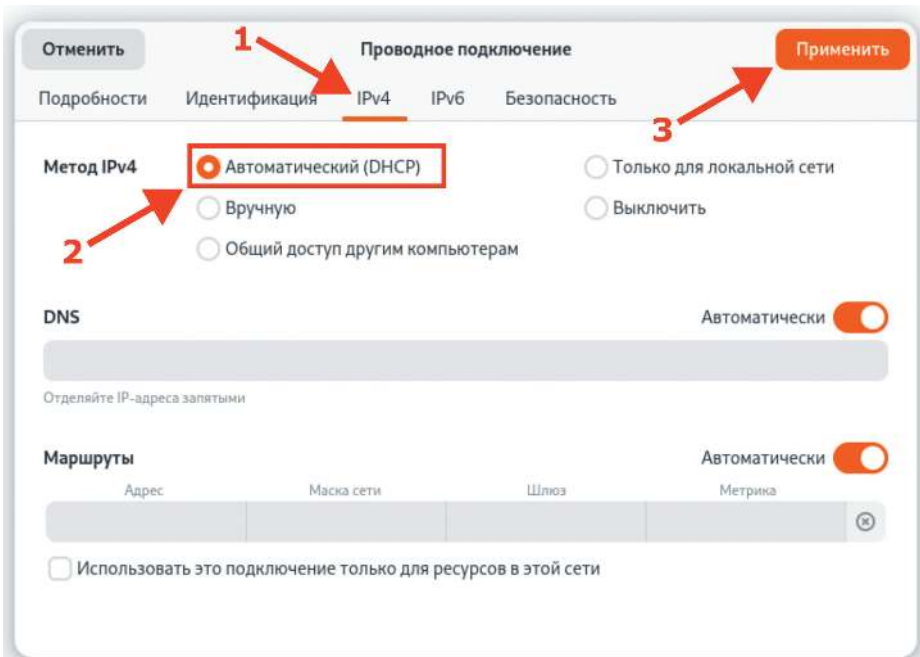 1
Отменить Проводное подключение Применить
Подробности Идентификация IPv4 IPv6 Безопасность
3
Метод IPv4 Автоматический (DHCP) Только для локальной сети
Вручную Выключить
2
Общий доступ другим компьютерам
DNS Автоматически
Отделяйте IP-адреса запятыми
Маршруты Автоматически
Адрес Маска сети Шлюз Метрика
Использовать это подключение только для ресурсов в этой сети